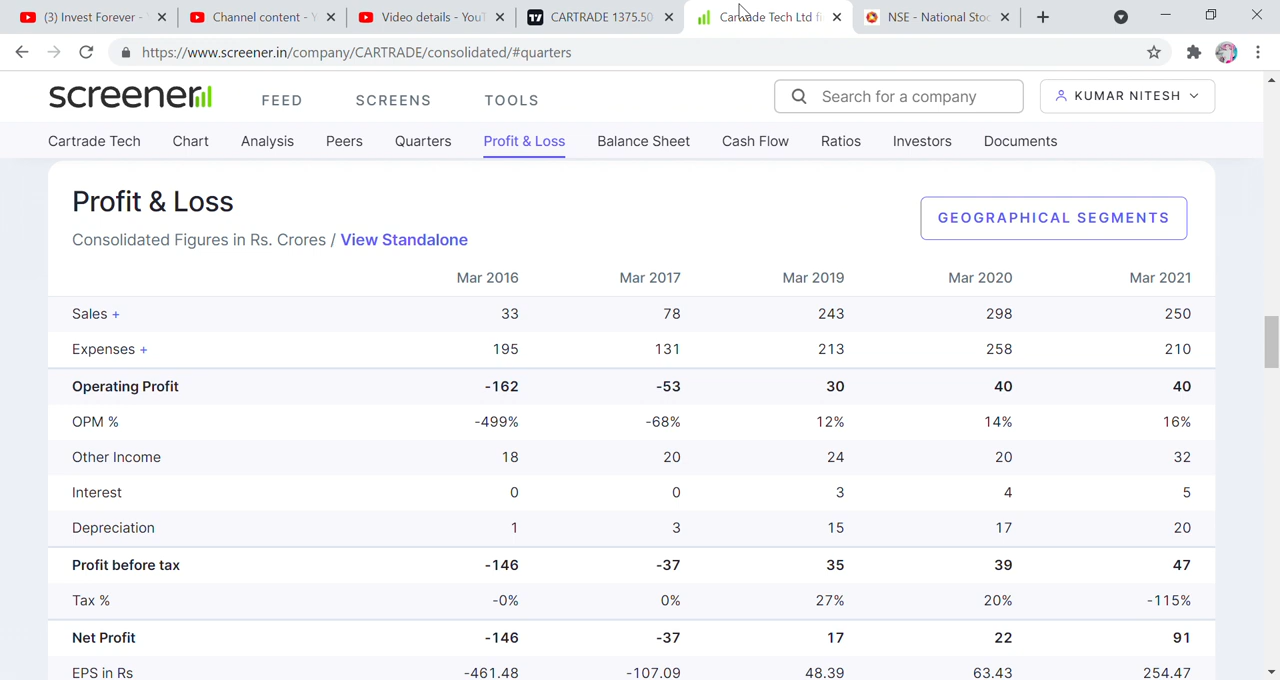 (3) Invest Forever -
Channel content - Y
Video details - YouT
CARTRADE 1375.50
Cartrade Tech Ltd fi
NSE - National Stoc
https://www.screener.in/company/CARTRADE/consolidated/#quarters
screener
FEED
SCREENS
TOOLS
Search for a company
KUMAR NITESH
Cartrade Tech Chart Analysis Peers Quarters Profit & Loss Balance Sheet Cash Flow Ratios Investors Documents
Profit & Loss
GEOGRAPHICAL SEGMENTS
Consolidated Figures in Rs. Crores / View Standalone
Mar 2016 Mar 2017 Mar 2019 Mar 2020 Mar 2021
Sales + 33 78 243 298 250
Expenses + 195 131 213 258 210
Operating Profit -162 -53 30 40 40
OPM % -499% -68% 12% 14% 16%
Other Income 18 20 24 20 32
Interest 0 0 3 4 5
Depreciation 1 3 15 17 20
Profit before tax -146 -37 35 39 47
Tax % -0% 0% 27% 20% -115%
Net Profit -146 -37 17 22 91
EPS in Rs -461.48 -107.09 48.39 63.43 254.47